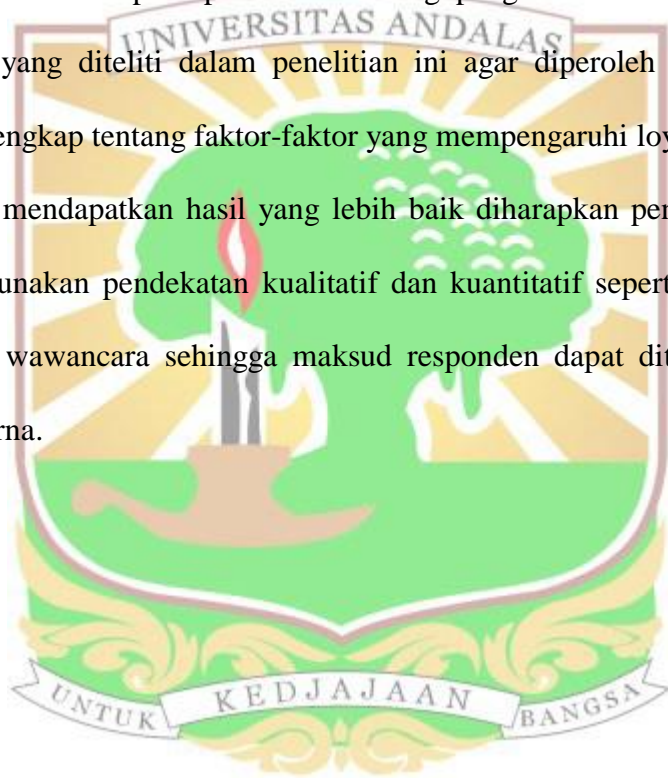 UNIVERSITAS ANDALAS
yang diteliti dalam penelitian ini agar diperoleh
engkap tentang faktor-faktor yang mempengaruhi loy
mendapatkan hasil yang lebih baik diharapkan pen
unakan pendekatan kualitatif dan kuantitatif sepert
wawancara sehingga maksud responden dapat dit
rna.
UNTUK KEDJAJAAN BANGSA